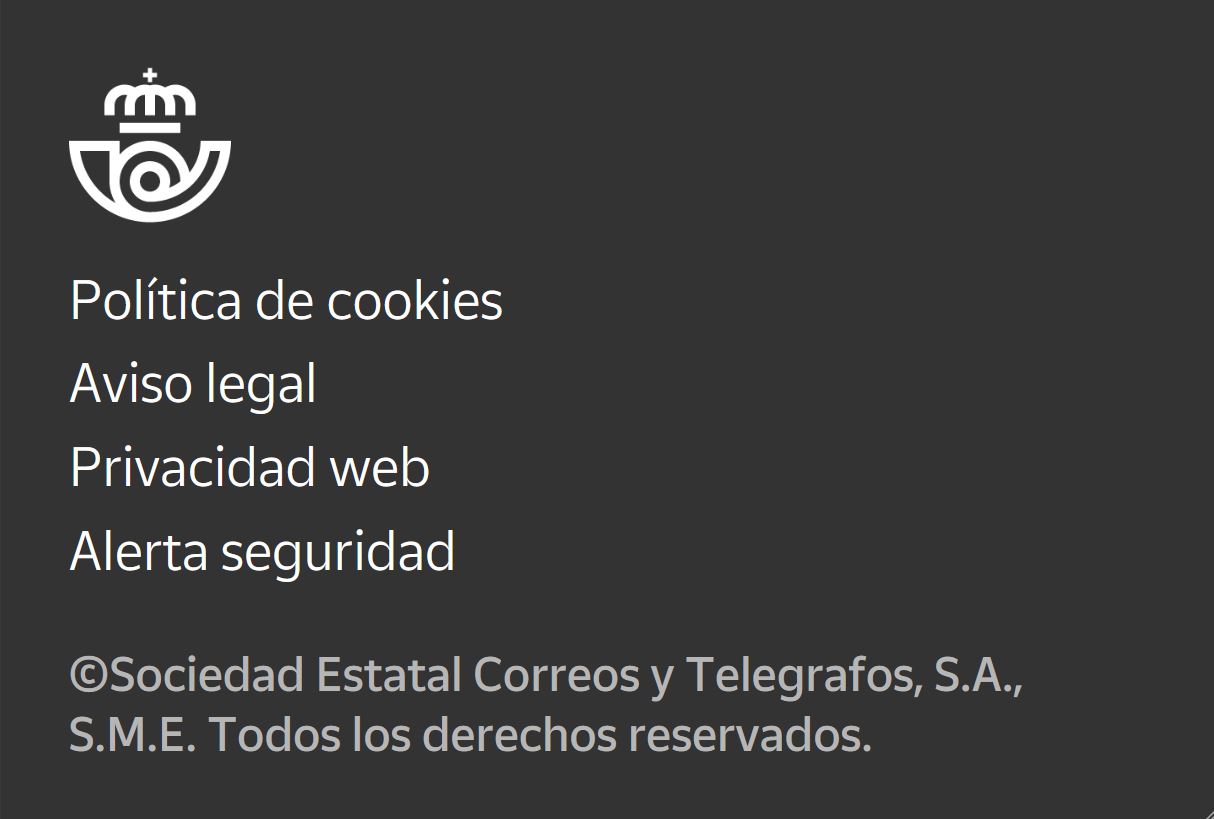 Política de cookies
Aviso legal
Privacidad web
Alerta seguridad
©Sociedad Estatal Correos y Telegrafos, S.A.,
S.M.E. Todos los derechos reservados.